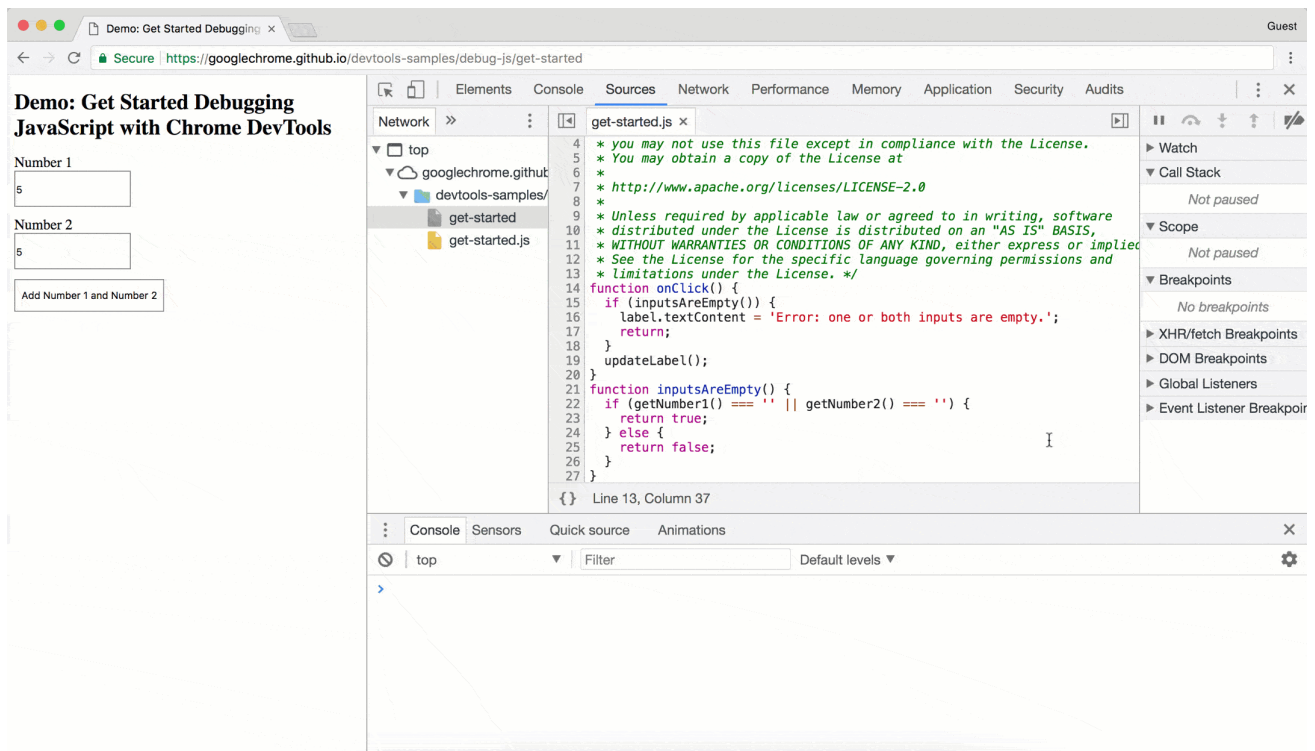 Demo: Get Started Debugging ×
Guest
Secure https://googlechrome.github.io/devtools-samples/debug-js/get-started
Demo: Get Started Debugging
JavaScript with Chrome DevTools
Number 1
5
Number 2
5
Add Number 1 and Number 2
Elements Console Sources Network Performance Memory Application Security Audits
Network »
top
googlechrome.github
devtools-samples/
get-started
get-started.js
get-started.js ×
4 * you may not use this file except in compliance with the License.
5 * You may obtain a copy of the License at
6 *
7 * http://www.apache.org/licenses/LICENSE-2.0
8 *
9 * Unless required by applicable law or agreed to in writing, software
10 * distributed under the License is distributed on an "AS IS" BASIS,
11 * WITHOUT WARRANTIES OR CONDITIONS OF ANY KIND, either express or implied
12 * See the License for the specific language governing permissions and
13 * limitations under the License. */
14 function onClick() {
15 if (inputsAreEmpty()) {
16 label.textContent = 'Error: one or both inputs are empty.';
17 return;
18 }
19 updateLabel();
20 }
21 function inputsAreEmpty() {
22 if (getNumber1() === '' || getNumber2() === '') {
23 return true;
24 } else {
25 return false;
26 }
27 }
{} Line 13, Column 37
Watch
Call Stack
Not paused
Scope
Not paused
Breakpoints
No breakpoints
XHR/fetch Breakpoints
DOM Breakpoints
Global Listeners
Event Listener Breakpoin
Console Sensors Quick source Animations
top Filter Default levels